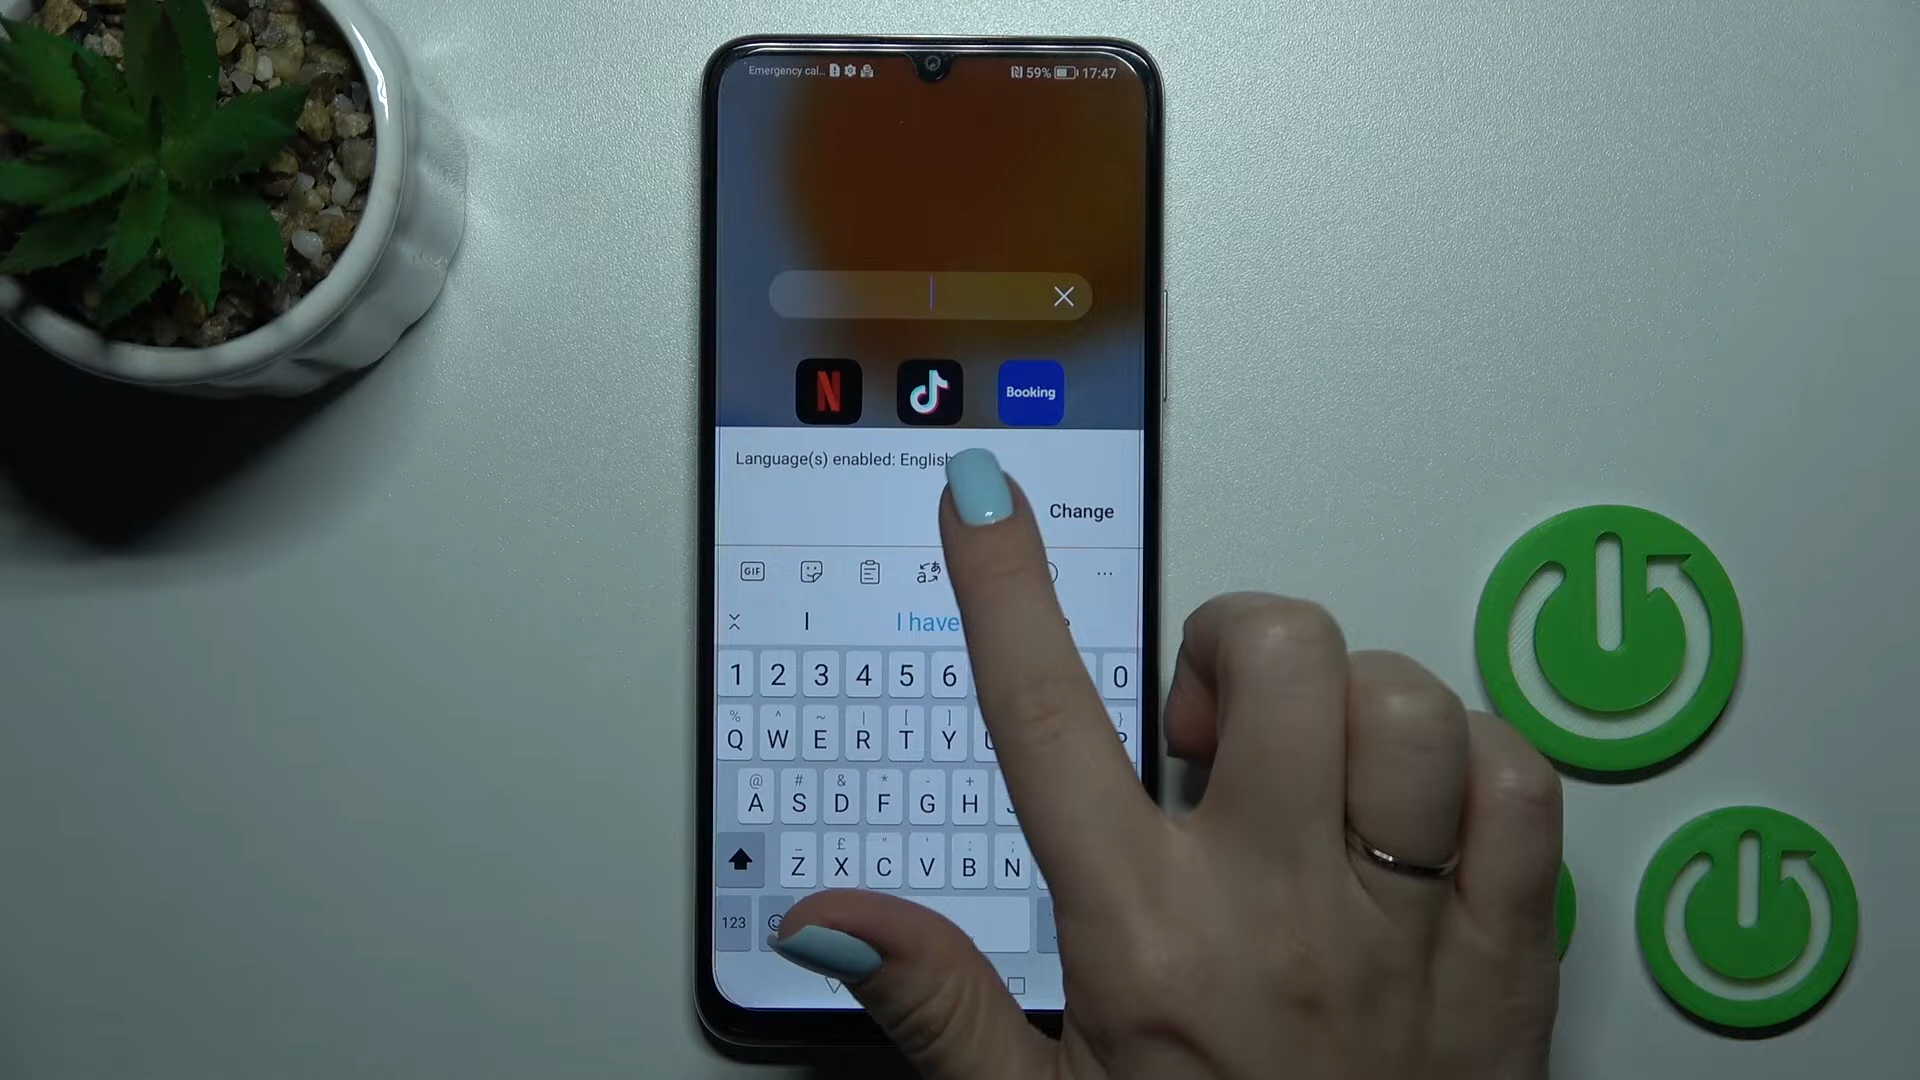 Emergency cal... 59% 17:47
N Booking
Language(s) enabled: English
Change
GIF
I I have
1 2 3 4 5 6 0
% ^ ~ | [ ] }
Q W E R T Y
@ # & * - +
A S D F G H
_ £ " ' : ;
Z X C V B N
123